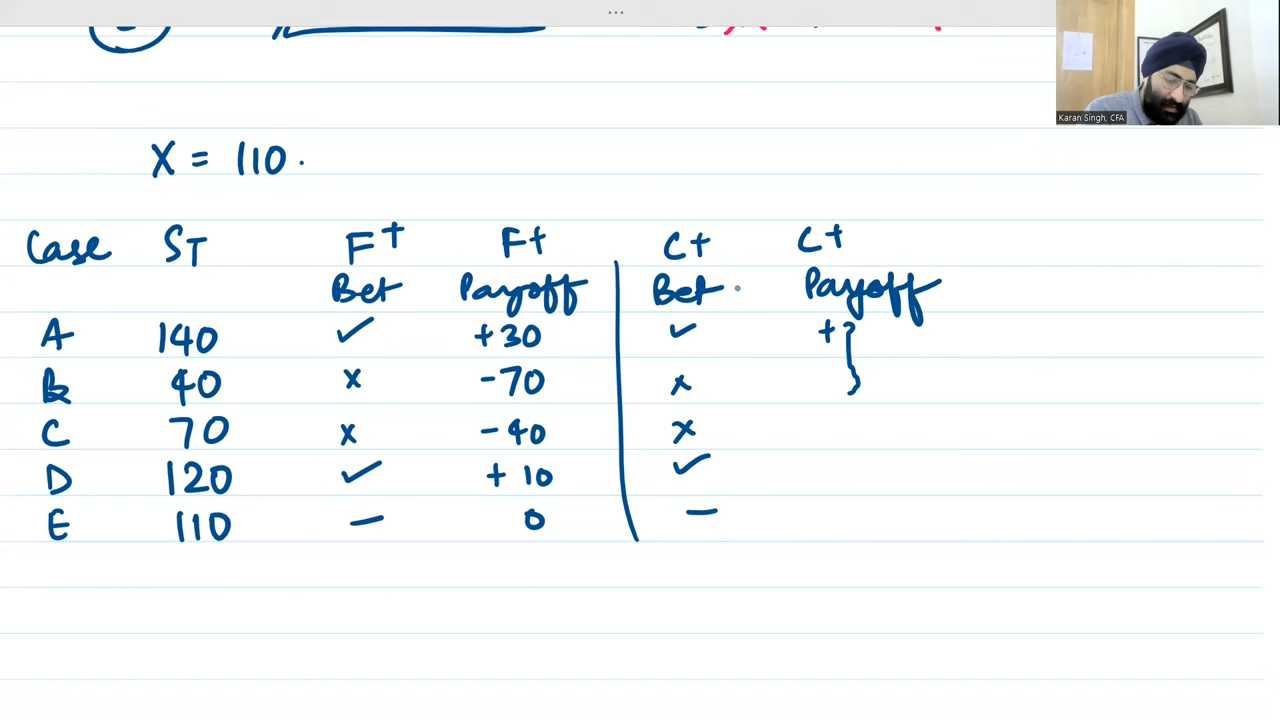 Karan Singh, CFA
X = 110.
Case ST F+ F+ C+ C+
Bet Payoff Bet Payoff
A 140 ✓ +30 ✓ +3
B 40 x -70 x
C 70 x -40 x
D 120 ✓ +10 ✓
E 110 — 0 —